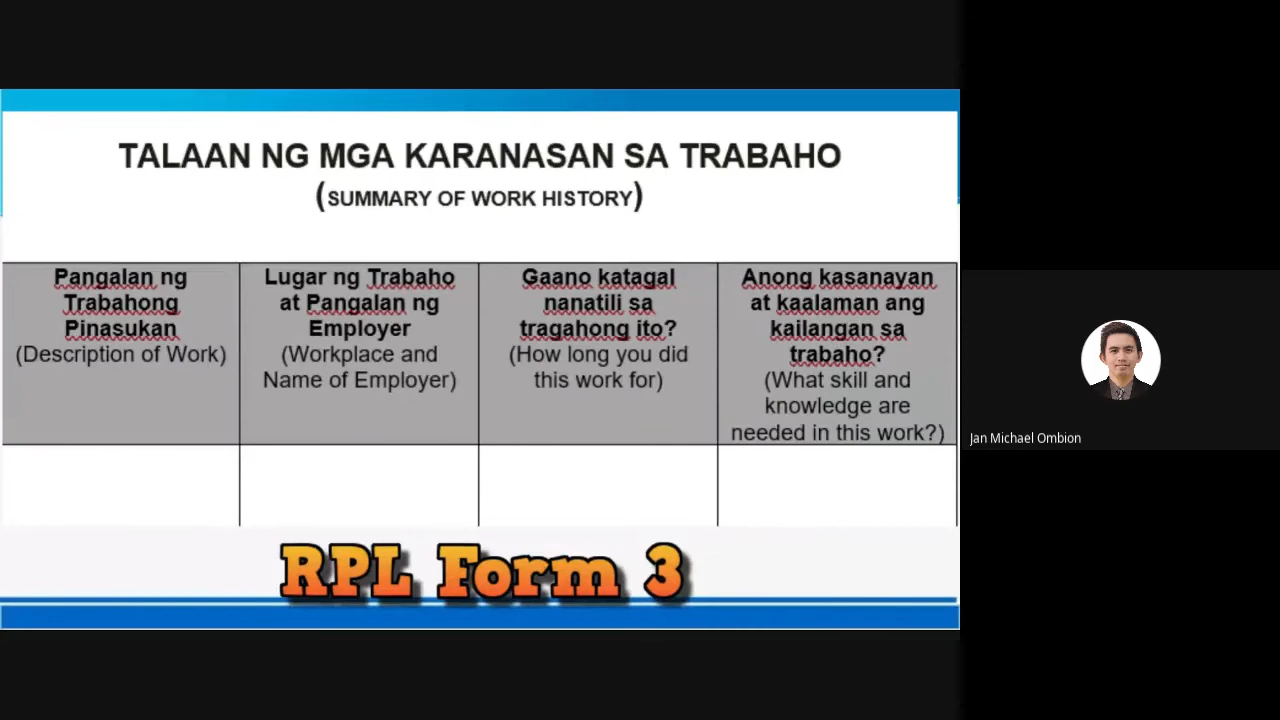 TALAAN NG MGA KARANASAN SA TRABAHO
(SUMMARY OF WORK HISTORY)
Pangalan ng
Trabahong
Pinasukan
(Description of Work)
Lugar ng Trabaho
at Pangalan ng
Employer
(Workplace and
Name of Employer)
Gaano katagal
nanatili sa
tragahong ito?
(How long you did
this work for)
Anong kasanayan
at kaalaman ang
kailangan sa
trabaho?
(What skill and
knowledge are
needed in this work?)
RPL Form 3
Jan Michael Ombion